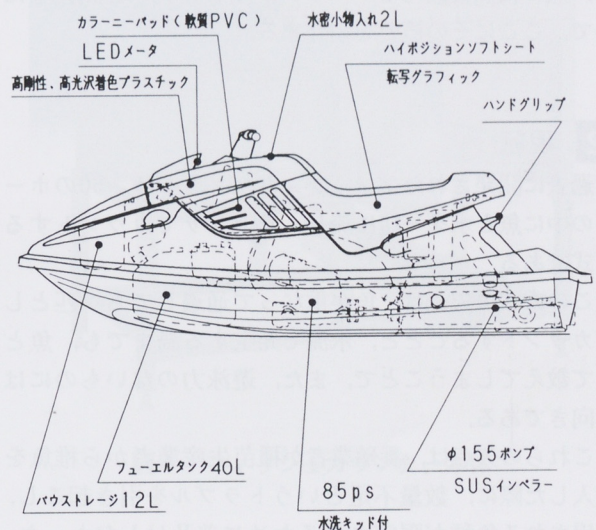 カラーニーパッド(軟質PVC)
水密小物入れ2L
LEDメータ
ハイポジションソフトシート
高剛性、高光沢着色プラスチック
転写グラフィック
ハンドグリップ
フューエルタンク40L
85ps
φ155ポンプ
バウストレージ12L
SUSインペラー
水洗キッド付